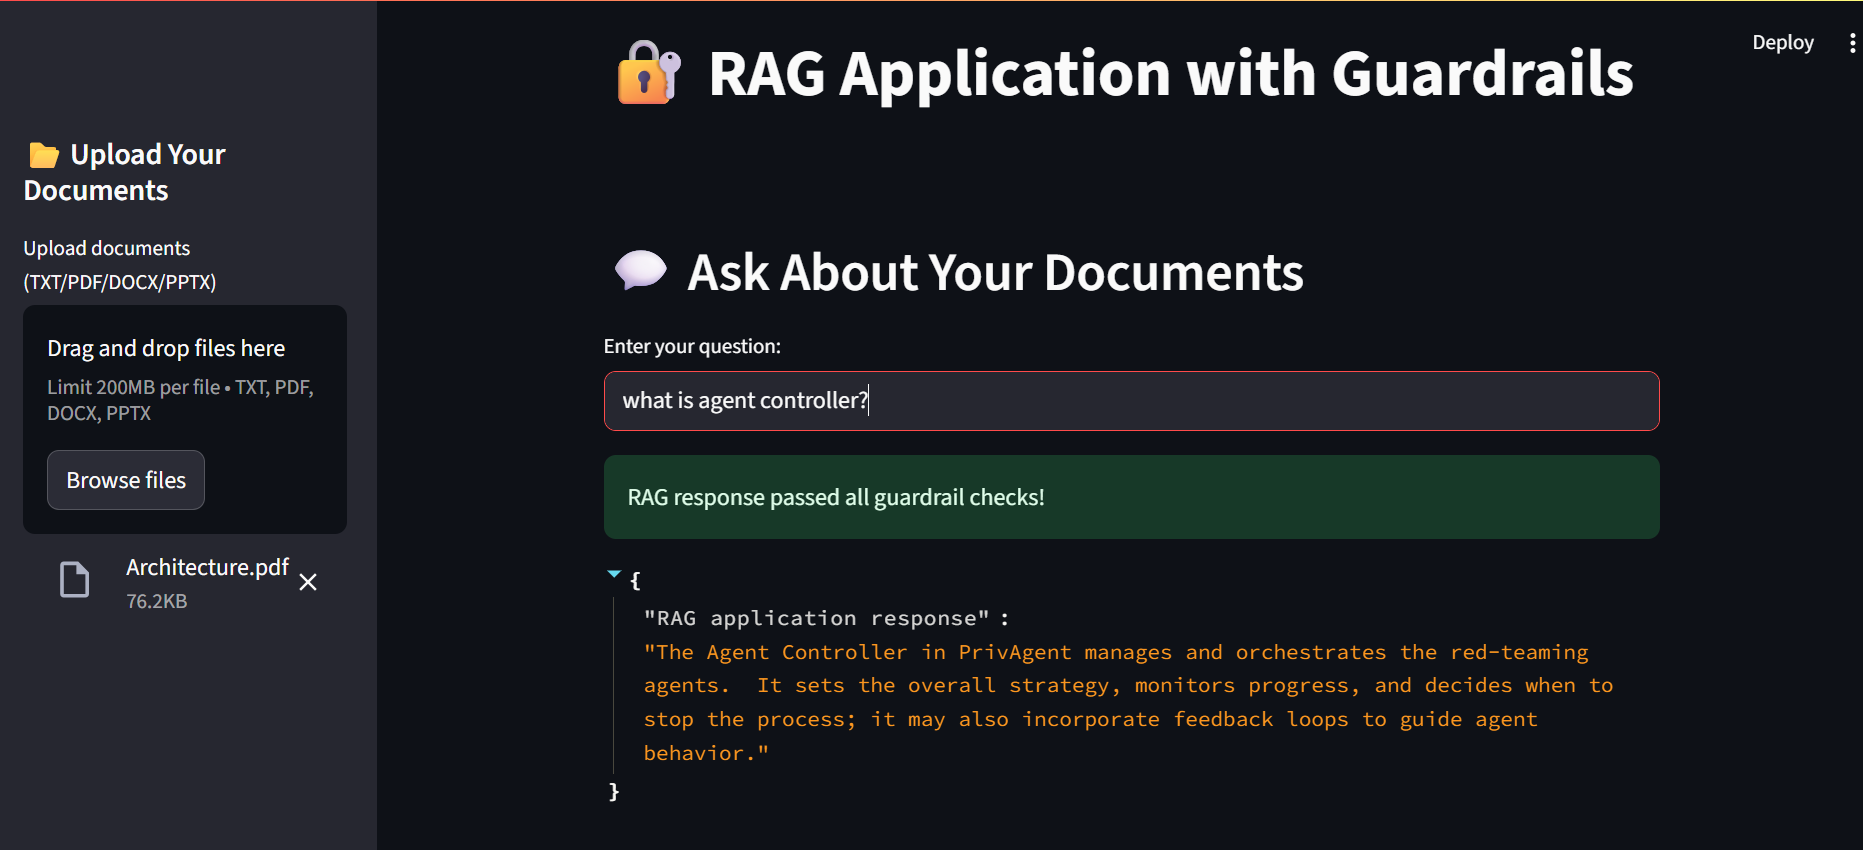 Deploy
RAG Application with Guardrails
Upload Your
Documents
Upload documents
(TXT/PDF/DOCX/PPTX)
Drag and drop files here
Limit 200MB per file • TXT, PDF,
DOCX, PPTX
Browse files
Architecture.pdf
76.2KB
Ask About Your Documents
Enter your question:
what is agent controller?
RAG response passed all guardrail checks!
{
"RAG application response" :
"The Agent Controller in PrivAgent manages and orchestrates the red-teaming
agents.  It sets the overall strategy, monitors progress, and decides when to
stop the process; it may also incorporate feedback loops to guide agent
behavior."
}